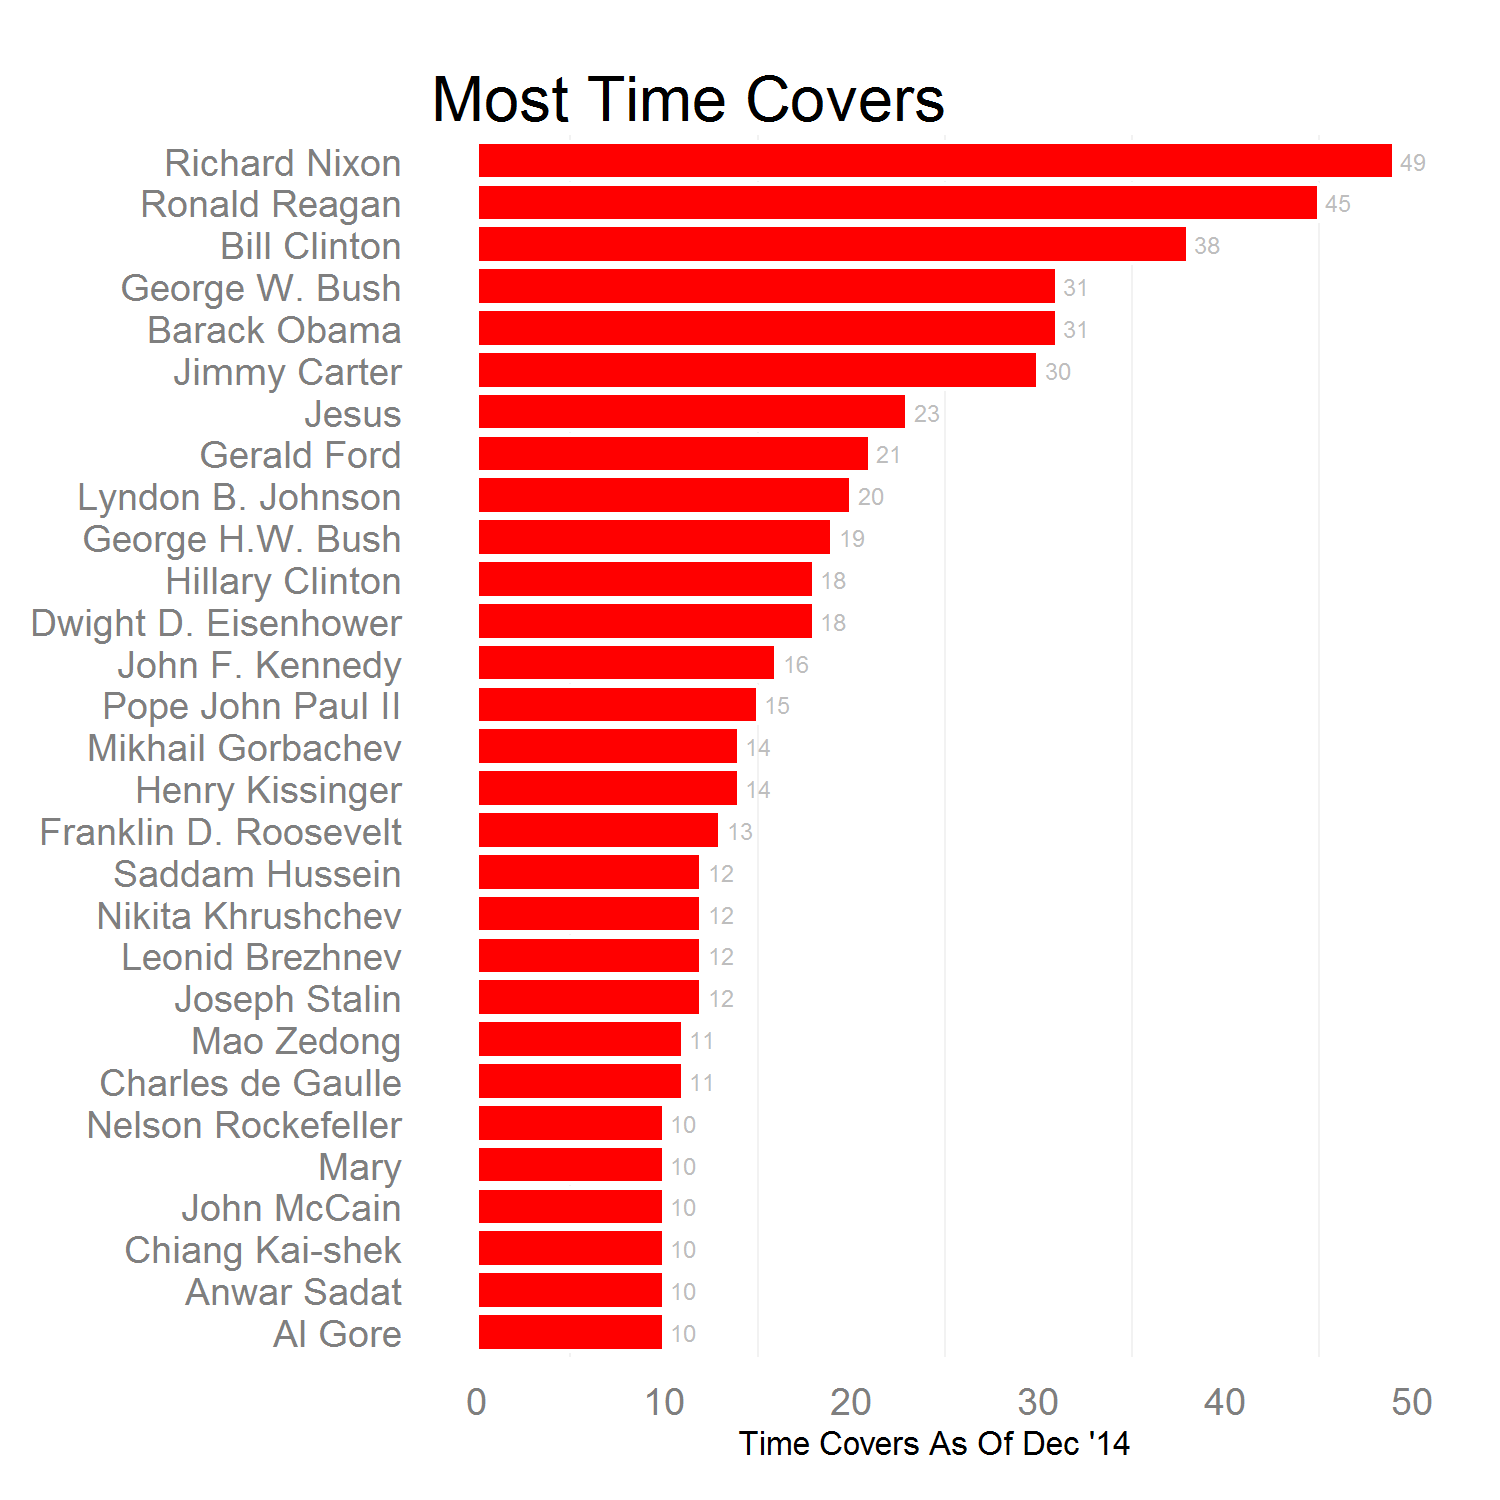 Most Time Covers
Richard Nixon 49
Ronald Reagan 45
Bill Clinton 38
George W. Bush 31
Barack Obama 31
Jimmy Carter 30
Jesus 23
Gerald Ford 21
Lyndon B. Johnson 20
George H.W. Bush 19
Hillary Clinton 18
Dwight D. Eisenhower 18
John F. Kennedy 16
Pope John Paul II 15
Mikhail Gorbachev 14
Henry Kissinger 14
Franklin D. Roosevelt 13
Saddam Hussein 12
Nikita Khrushchev 12
Leonid Brezhnev 12
Joseph Stalin 12
Mao Zedong 11
Charles de Gaulle 11
Nelson Rockefeller 10
Mary 10
John McCain 10
Chiang Kai-shek 10
Anwar Sadat 10
Al Gore 10
0 10 20 30 40 50
Time Covers As Of Dec '14